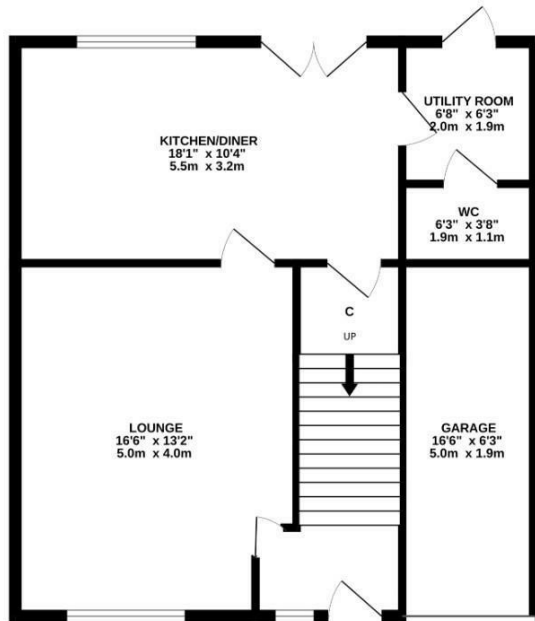 UTILITY ROOM
6'8" x 6'3"
2.0m x 1.9m
KITCHEN/DINER
18'1" x 10'4"
5.5m x 3.2m
WC
6'3" x 3'8"
1.9m x 1.1m
C
UP
LOUNGE
16'6" x 13'2"
5.0m x 4.0m
GARAGE
16'6" x 6'3"
5.0m x 1.9m